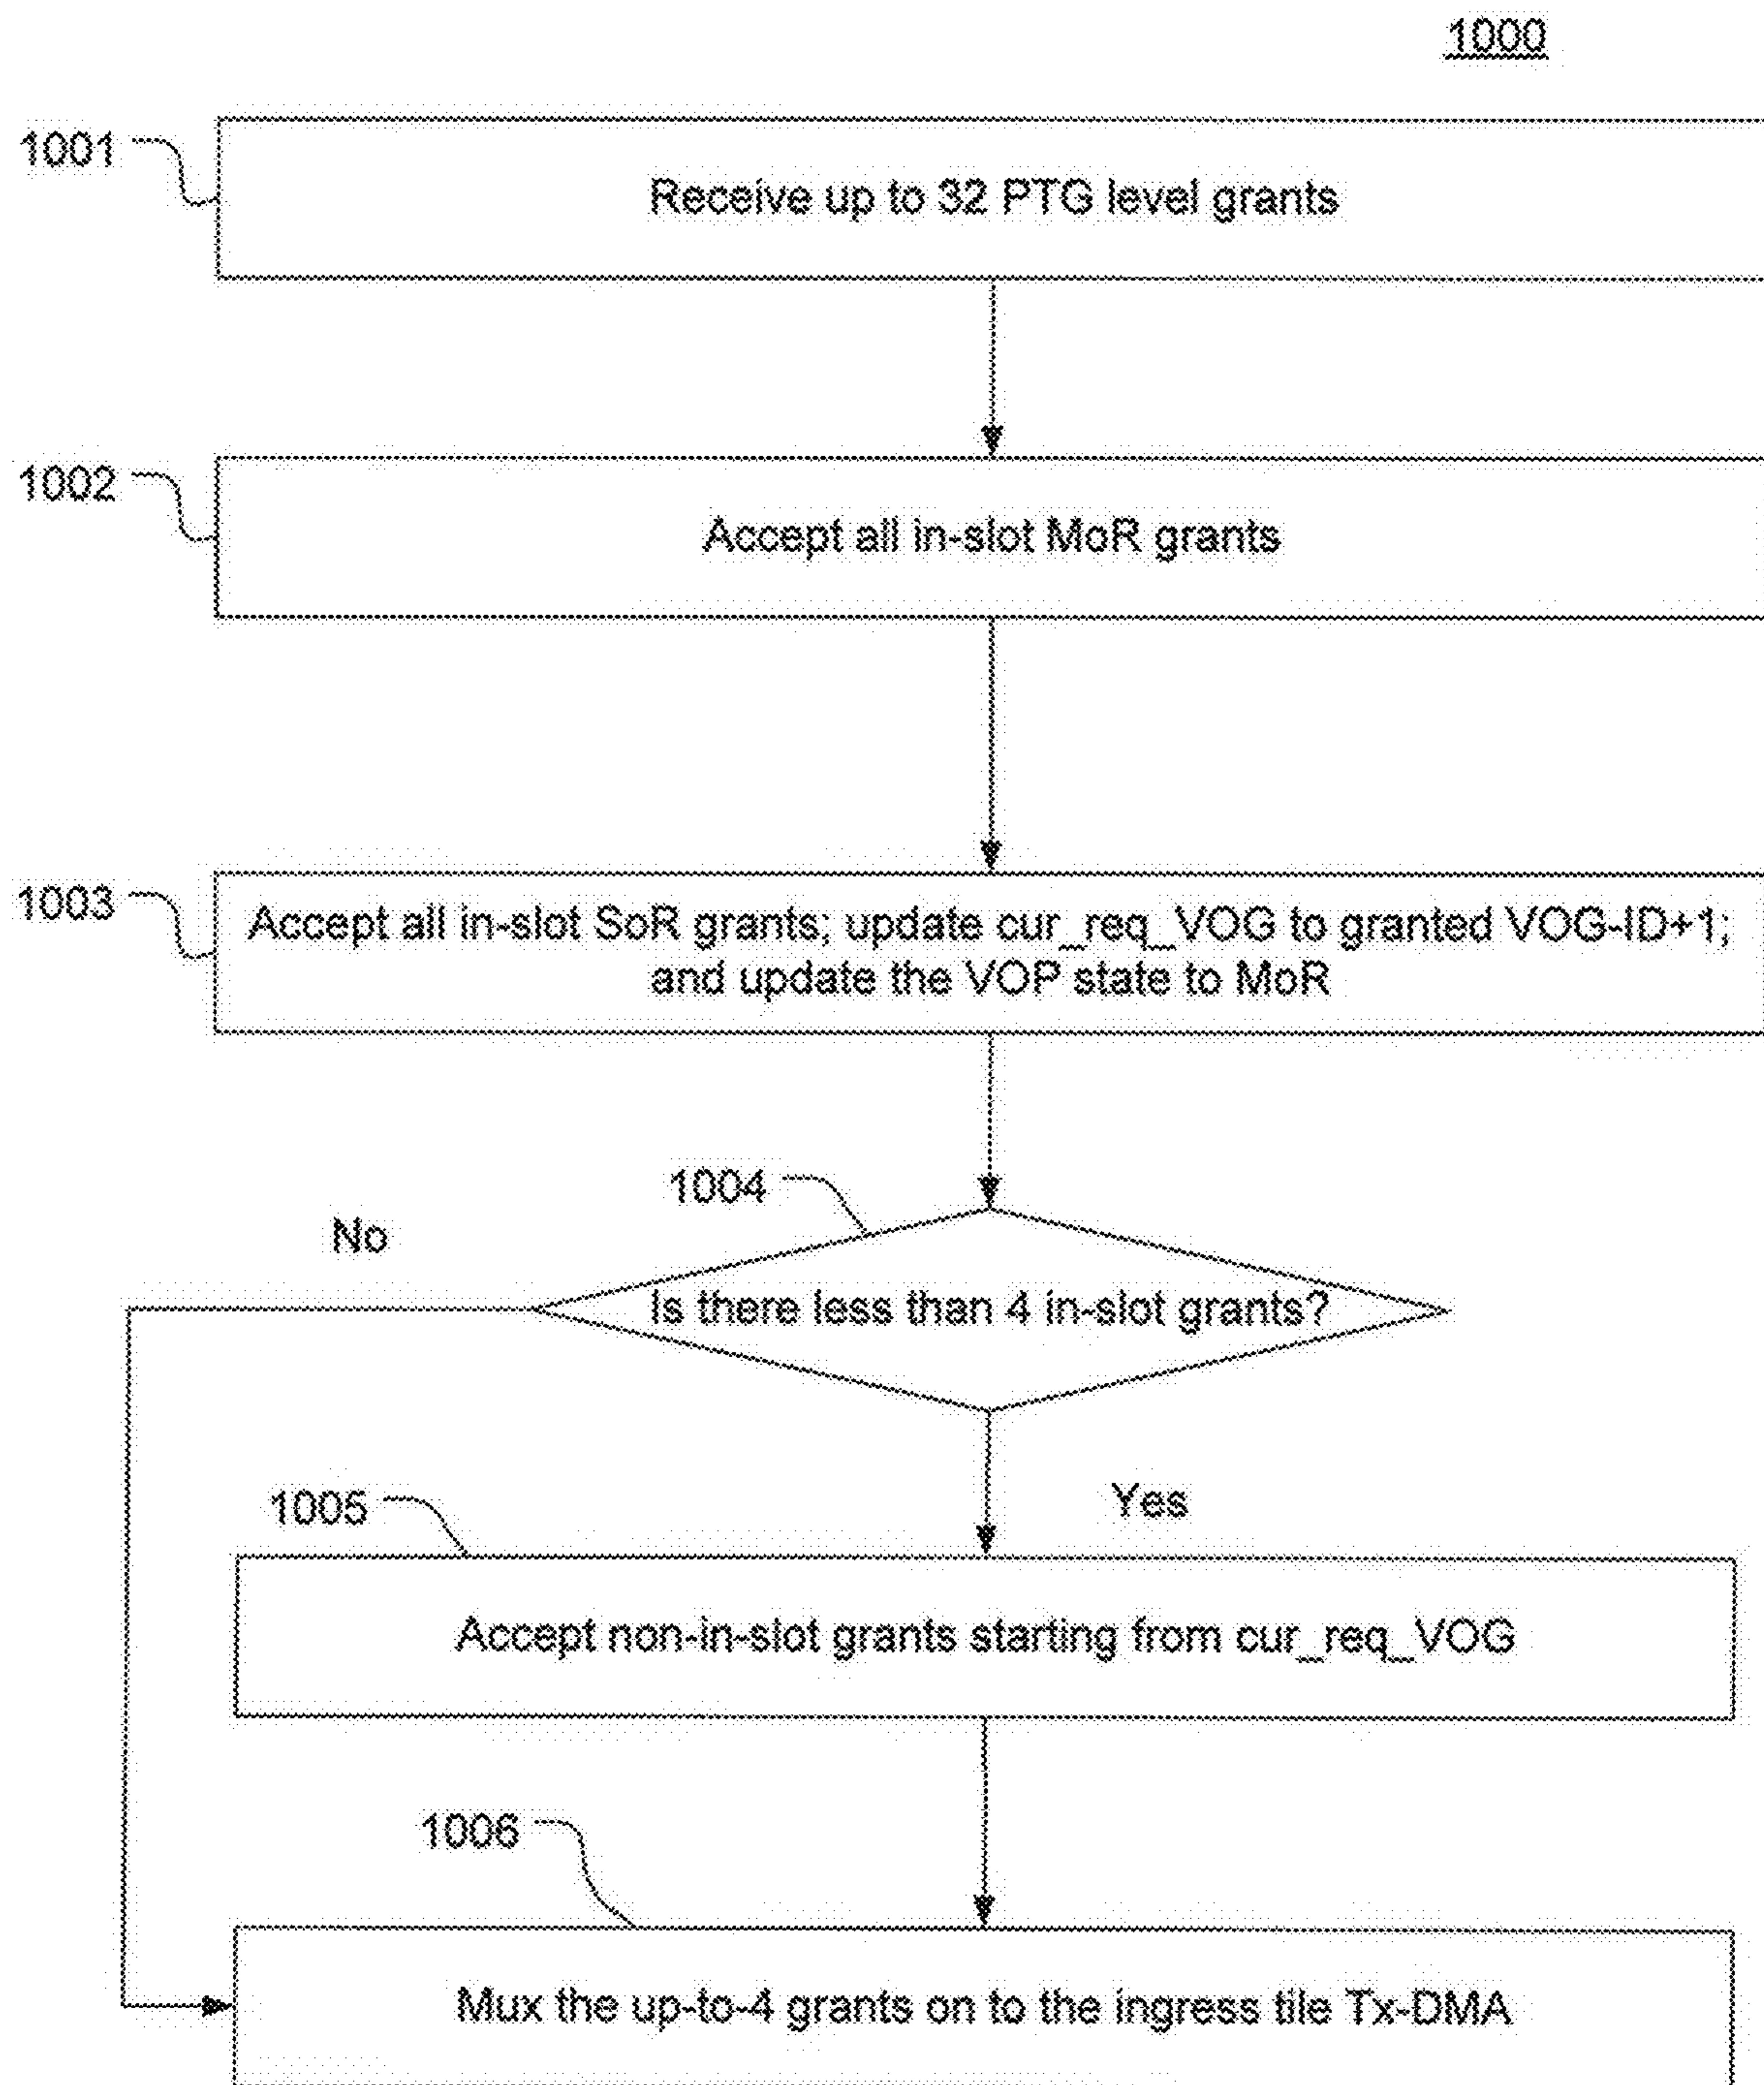 1000
1001
Receive up to 32 PTG level grants
1002
Accept all in-slot MoR grants
1003
Accept all in-slot SoR grants; update cur_req_VOG to granted VOG-ID+1;
and update the VOP state to MoR
1004
No
Is there less than 4 in-slot grants?
Yes
1005
Accept non-in-slot grants starting from cur_req_VOG
1006
Mux the up-to-4 grants on to the ingress tile Tx-DMA